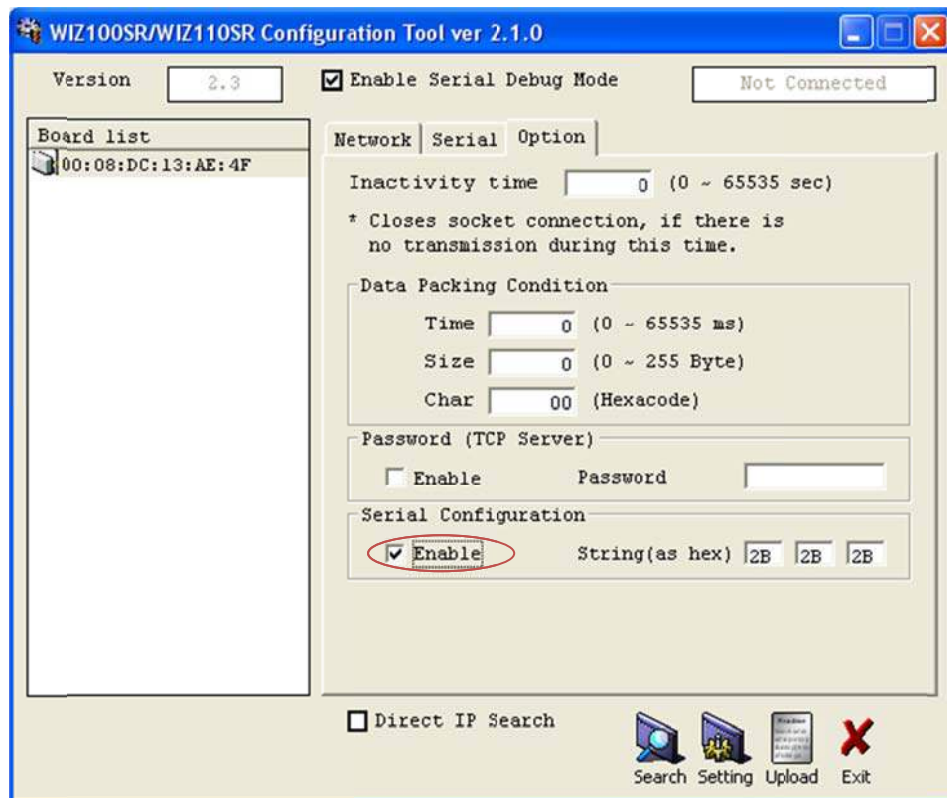 WIZ100SR/WIZ110SR Configuration Tool ver 2.1.0
Version 2.3 Enable Serial Debug Mode Not Connected
Board list
00:08:DC:13:AE:4F
Network Serial Option
Inactivity time 0 (0 ~ 65535 sec)
* Closes socket connection, if there is
no transmission during this time.
Data Packing Condition
Time 0 (0 ~ 65535 ms)
Size 0 (0 ~ 255 Byte)
Char 00 (Hexacode)
Password (TCP Server)
Enable Password
Serial Configuration
Enable String(as hex) 2B 2B 2B
Direct IP Search
Search Setting Upload Exit